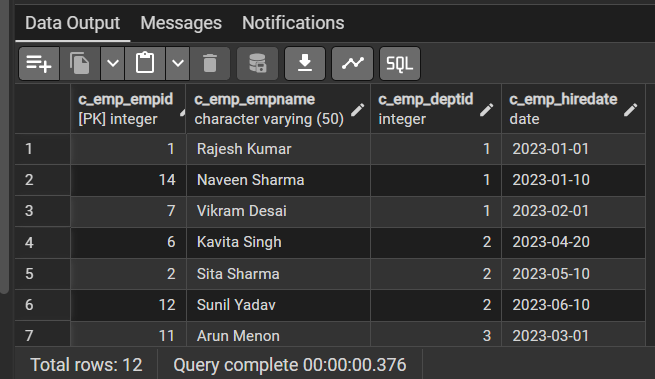 Data Output Messages Notifications
SQL
c_emp_empid c_emp_empname c_emp_deptid c_emp_hiredate
[PK] integer character varying (50) integer date
1 1 Rajesh Kumar 1 2023-01-01
2 14 Naveen Sharma 1 2023-01-10
3 7 Vikram Desai 1 2023-02-01
4 6 Kavita Singh 2 2023-04-20
5 2 Sita Sharma 2 2023-05-10
6 12 Sunil Yadav 2 2023-06-10
7 11 Arun Menon 3 2023-03-01
Total rows: 12 Query complete 00:00:00.376